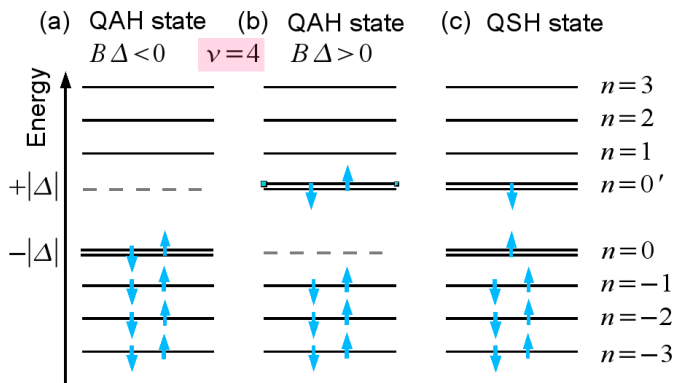 (a) QAH state (b) QAH state (c) QSH state
BΔ<0 ν=4 BΔ>0
Energy
n=3
n=2
n=1
+|Δ| n=0′
−|Δ| n=0
n=−1
n=−2
n=−3